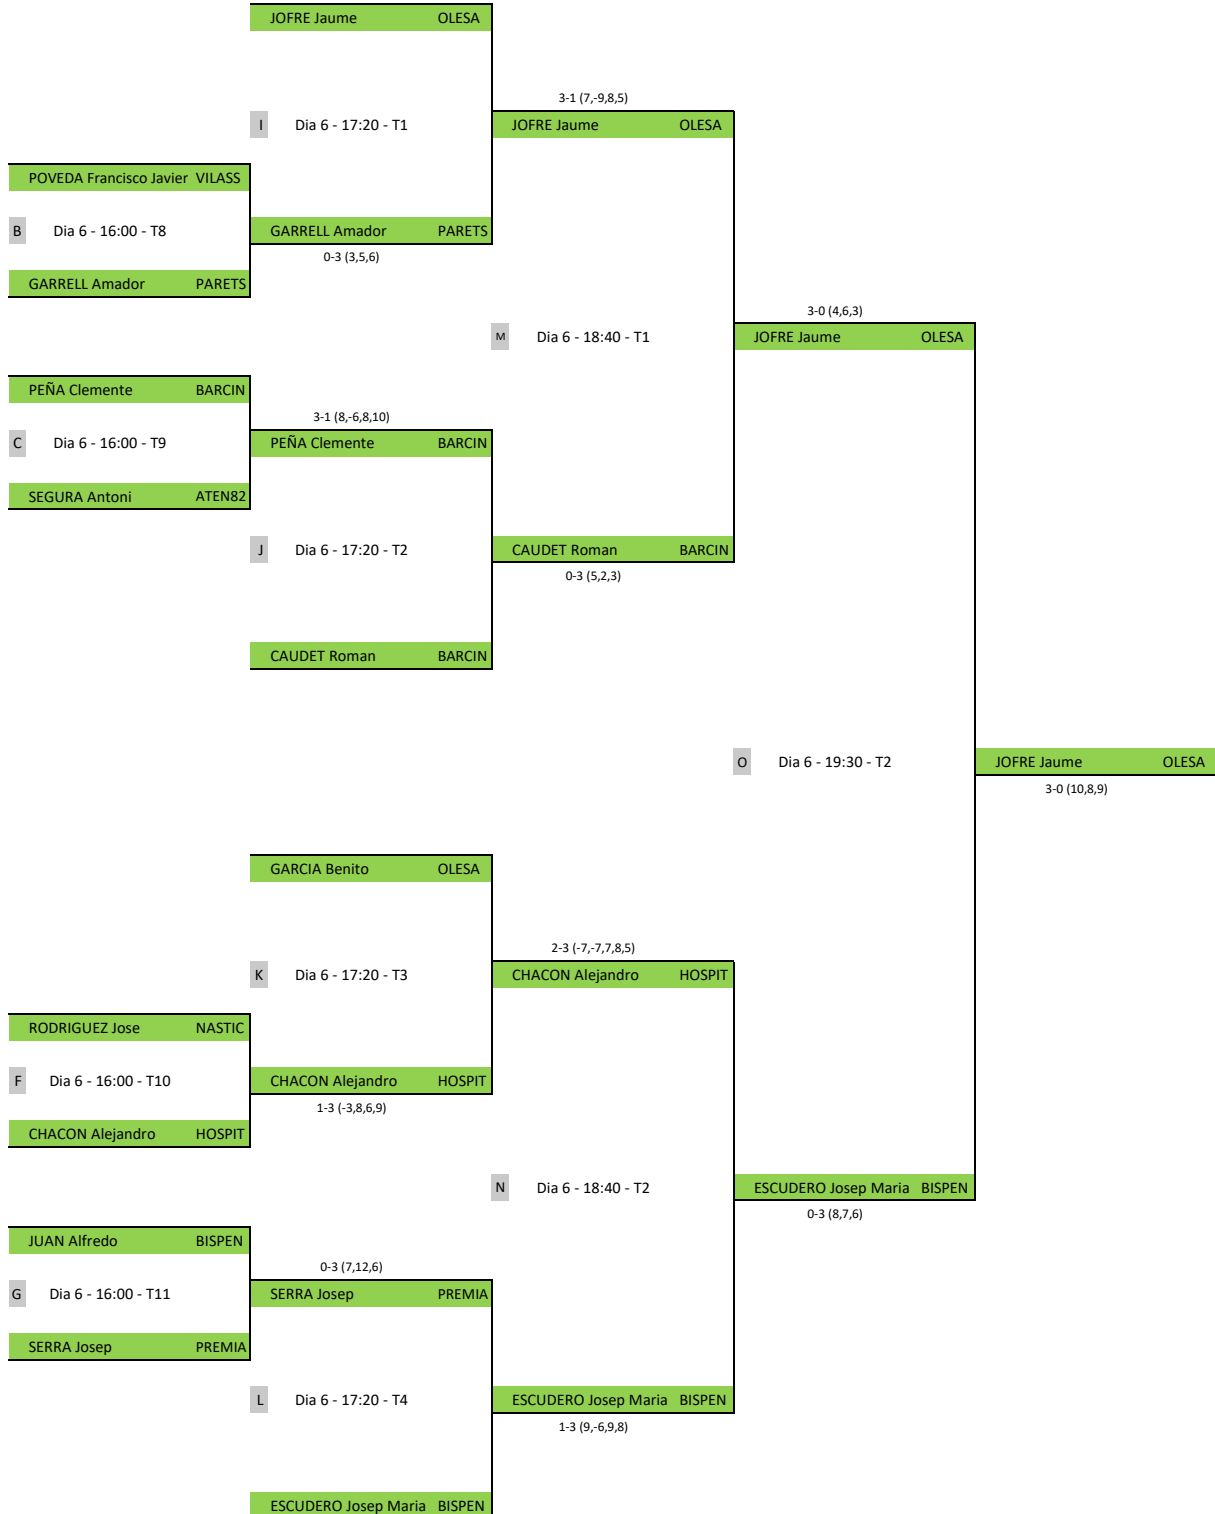 JOFRE Jaume OLESA
3-1 (7,-9,8,5)
I Dia 6 - 17:20 - T1 JOFRE Jaume OLESA
POVEDA Francisco Javier VILASS
B Dia 6 - 16:00 - T8 GARRELL Amador PARETS
0-3 (3,5,6)
GARRELL Amador PARETS
3-0 (4,6,3)
M Dia 6 - 18:40 - T1 JOFRE Jaume OLESA
PEÑA Clemente BARCIN
3-1 (8,-6,8,10)
C Dia 6 - 16:00 - T9 PEÑA Clemente BARCIN
SEGURA Antoni ATEN82
J Dia 6 - 17:20 - T2 CAUDET Roman BARCIN
0-3 (5,2,3)
CAUDET Roman BARCIN
O Dia 6 - 19:30 - T2 JOFRE Jaume OLESA
3-0 (10,8,9)
GARCIA Benito OLESA
2-3 (-7,-7,7,8,5)
K Dia 6 - 17:20 - T3 CHACON Alejandro HOSPIT
RODRIGUEZ Jose NASTIC
F Dia 6 - 16:00 - T10 CHACON Alejandro HOSPIT
1-3 (-3,8,6,9)
CHACON Alejandro HOSPIT
N Dia 6 - 18:40 - T2 ESCUDERO Josep Maria BISPEN
0-3 (8,7,6)
JUAN Alfredo BISPEN
0-3 (7,12,6)
G Dia 6 - 16:00 - T11 SERRA Josep PREMIA
SERRA Josep PREMIA
L Dia 6 - 17:20 - T4 ESCUDERO Josep Maria BISPEN
1-3 (9,-6,9,8)
ESCUDERO Josep Maria BISPEN